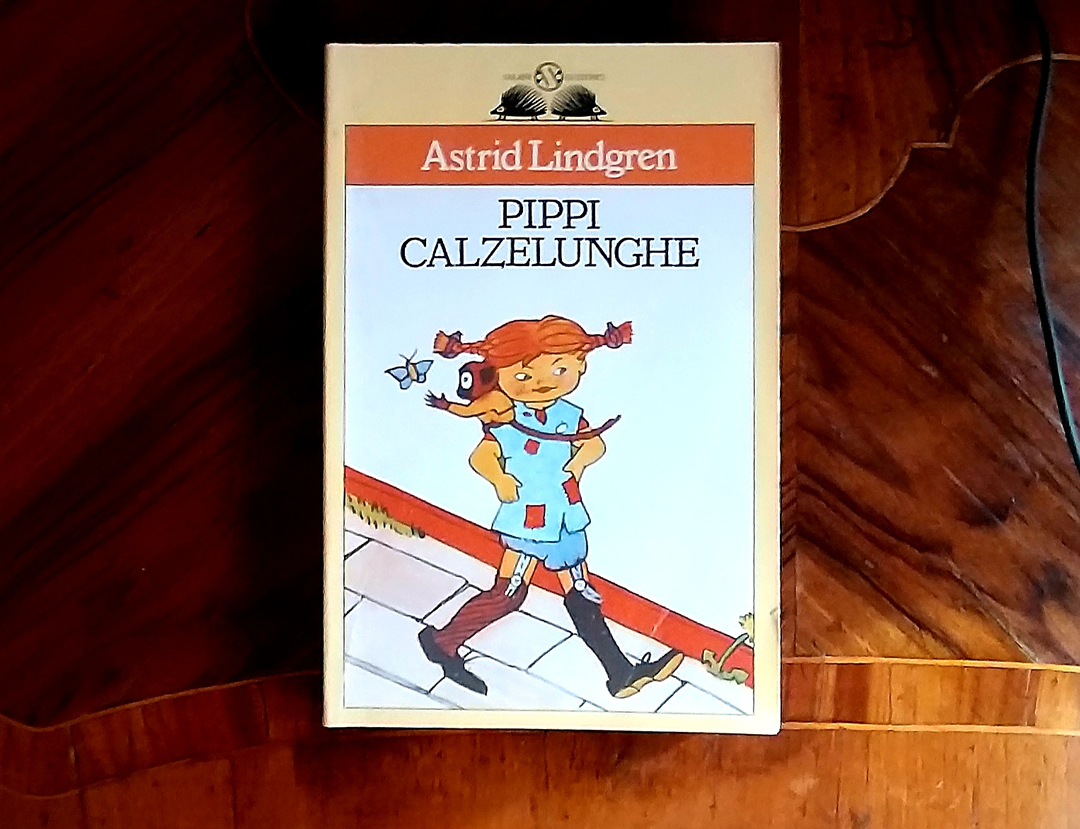 Astrid Lindgren
PIPPI
CALZELUNGHE